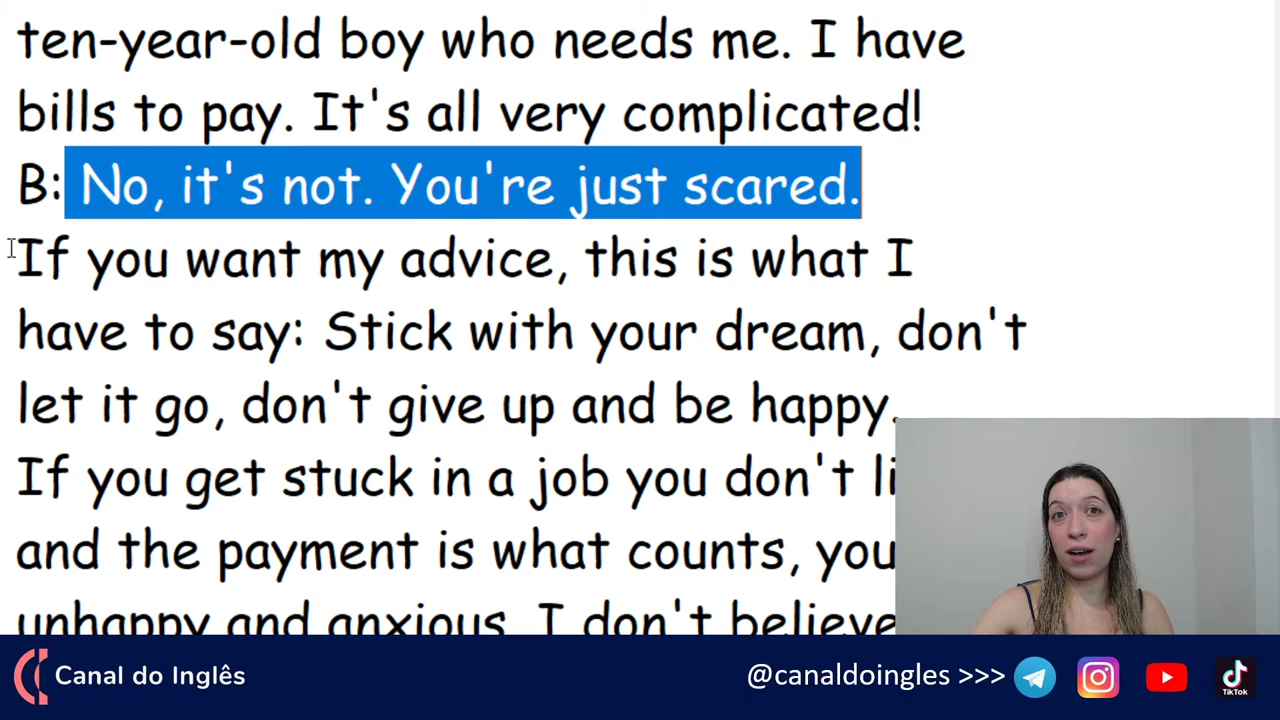 ten-year-old boy who needs me. I have
bills to pay. It's all very complicated!
B: No, it's not. You're just scared.
If you want my advice, this is what I
have to say: Stick with your dream, don't
let it go, don't give up and be happy.
If you get stuck in a job you don't li
and the payment is what counts, you
unhappy and anxious. I don't believe
Canal do Inglês
@canaldoingles >>>
TikTok